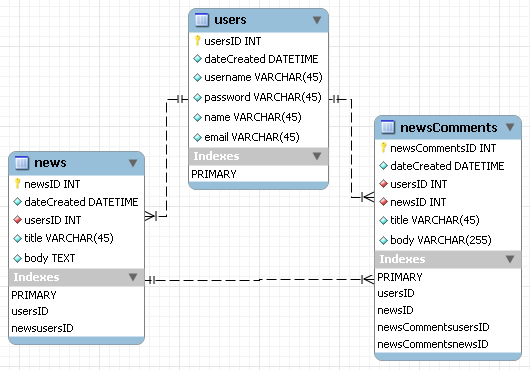 users
usersID INT
dateCreated DATETIME
username VARCHAR(45)
password VARCHAR(45)
name VARCHAR(45)
email VARCHAR(45)
Indexes
PRIMARY
news
newsID INT
dateCreated DATETIME
usersID INT
title VARCHAR(45)
body TEXT
Indexes
PRIMARY
usersID
newsusersID
newsComments
newsCommentsID INT
dateCreated DATETIME
usersID INT
newsID INT
title VARCHAR(45)
body VARCHAR(255)
Indexes
PRIMARY
usersID
newsID
newsCommentsusersID
newsCommentsnewsID